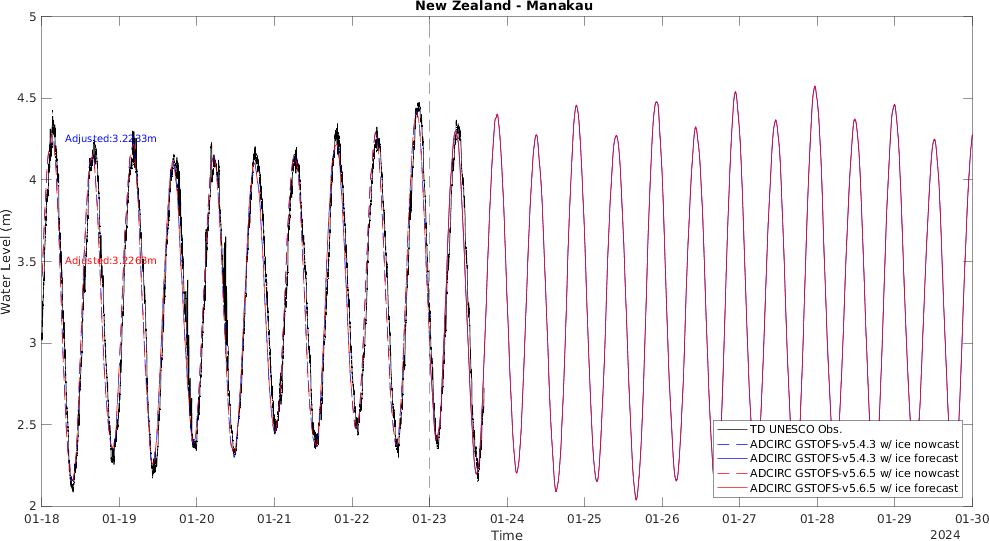 New Zealand - Manakau
5
4.5
4
3.5
3
2.5
2
Water Level (m)
Adjusted:3.2233m
Adjusted:3.2263m
TD UNESCO Obs.
ADCIRC GSTOFS-v5.4.3 w/ ice nowcast
ADCIRC GSTOFS-v5.4.3 w/ ice forecast
ADCIRC GSTOFS-v5.6.5 w/ ice nowcast
ADCIRC GSTOFS-v5.6.5 w/ ice forecast
01-18 01-19 01-20 01-21 01-22 01-23 01-24 01-25 01-26 01-27 01-28 01-29 01-30
Time
2024